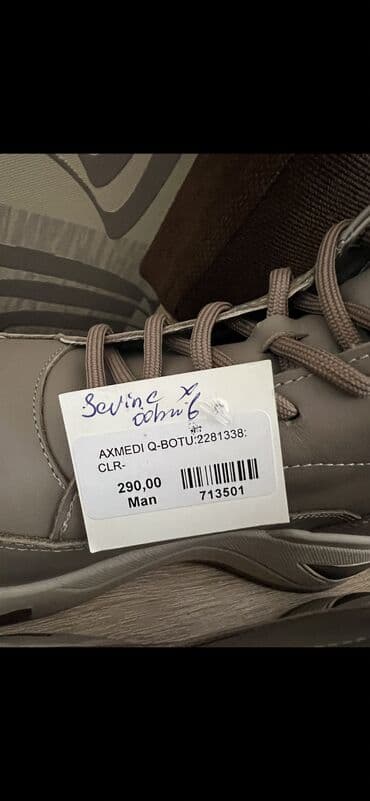 Sevinc x
AXMEDI Q-BOTU:2281338:
CLR-
290,00
Man
713501